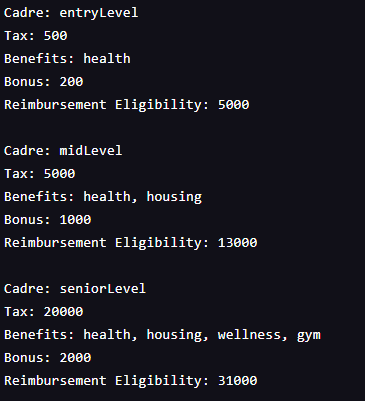 Cadre: entryLevel
Tax: 500
Benefits: health
Bonus: 200
Reimbursement Eligibility: 5000
Cadre: midLevel
Tax: 5000
Benefits: health, housing
Bonus: 1000
Reimbursement Eligibility: 13000
Cadre: seniorLevel
Tax: 20000
Benefits: health, housing, wellness, gym
Bonus: 2000
Reimbursement Eligibility: 31000